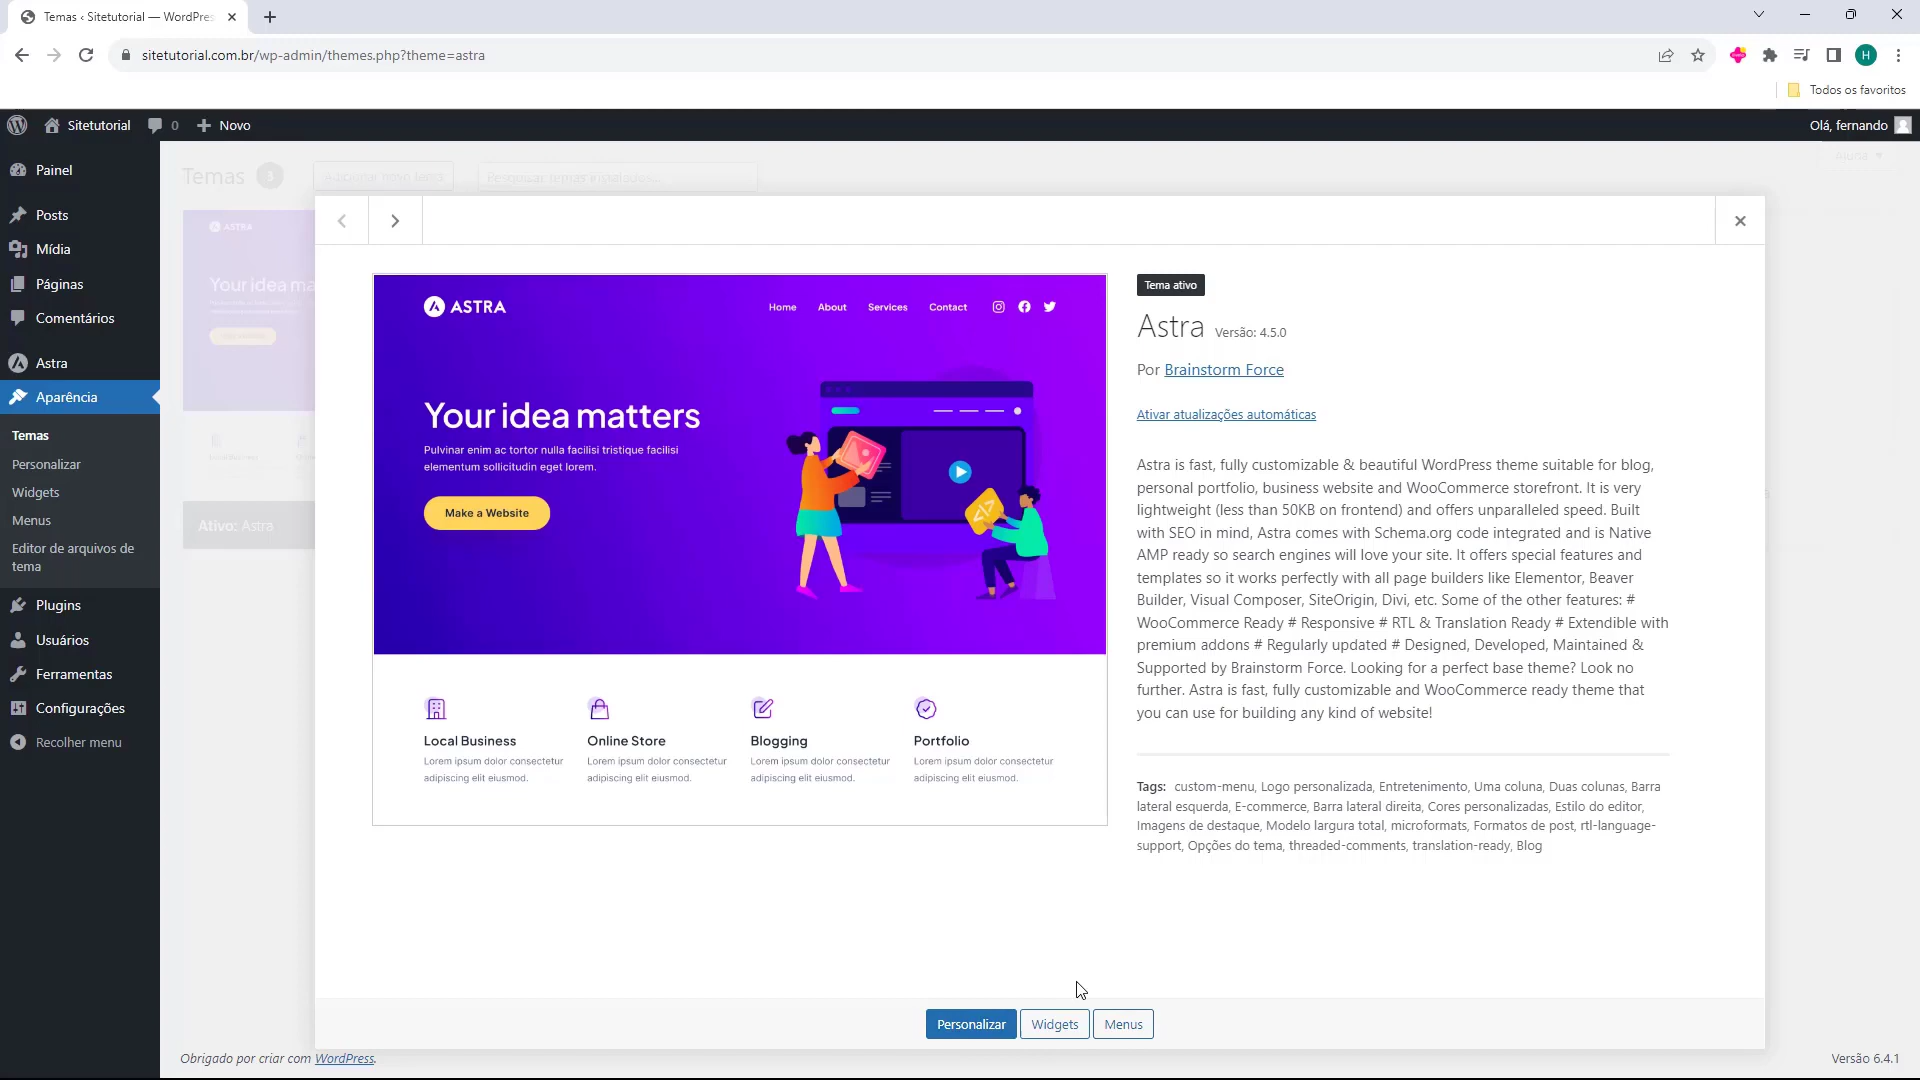 Temas ‹ Sitetutorial — WordPres
sitetutorial.com.br/wp-admin/themes.php?theme=astra
H
Todos os favoritos
Sitetutorial
0
Novo
Olá, fernando
Painel
Posts
Mídia
Páginas
Comentários
Astra
Aparência
Temas
Personalizar
Widgets
Menus
Editor de arquivos de
tema
Plugins
Usuários
Ferramentas
Configurações
Recolher menu
Temas 3
Adicionar novo tema
Pesquisar temas instalados...
Ajuda
ASTRA
Your idea ma
Ativo: Astra
ASTRA
Home
About
Services
Contact
Your idea matters
Pulvinar enim ac tortor nulla facilisi tristique facilisi
elementum sollicitudin eget lorem.
Make a Website
Local Business
Lorem ipsum dolor consectetur
adipiscing elit eiusmod.
Online Store
Lorem ipsum dolor consectetur
adipiscing elit eiusmod.
Blogging
Lorem ipsum dolor consectetur
adipiscing elit eiusmod.
Portfolio
Lorem ipsum dolor consectetur
adipiscing elit eiusmod.
Tema ativo
Astra Versão: 4.5.0
Por Brainstorm Force
Ativar atualizações automáticas
Astra is fast, fully customizable & beautiful WordPress theme suitable for blog,
personal portfolio, business website and WooCommerce storefront. It is very
lightweight (less than 50KB on frontend) and offers unparalleled speed. Built
with SEO in mind, Astra comes with Schema.org code integrated and is Native
AMP ready so search engines will love your site. It offers special features and
templates so it works perfectly with all page builders like Elementor, Beaver
Builder, Visual Composer, SiteOrigin, Divi, etc. Some of the other features: #
WooCommerce Ready # Responsive # RTL & Translation Ready # Extendible with
premium addons # Regularly updated # Designed, Developed, Maintained &
Supported by Brainstorm Force. Looking for a perfect base theme? Look no
further. Astra is fast, fully customizable and WooCommerce ready theme that
you can use for building any kind of website!
Tags: custom-menu, Logo personalizada, Entretenimento, Uma coluna, Duas colunas, Barra
lateral esquerda, E-commerce, Barra lateral direita, Cores personalizadas, Estilo do editor,
Imagens de destaque, Modelo largura total, microformats, Formatos de post, rtl-language-
support, Opções do tema, threaded-comments, translation-ready, Blog
Personalizar
Widgets
Menus
Obrigado por criar com WordPress.
Versão 6.4.1